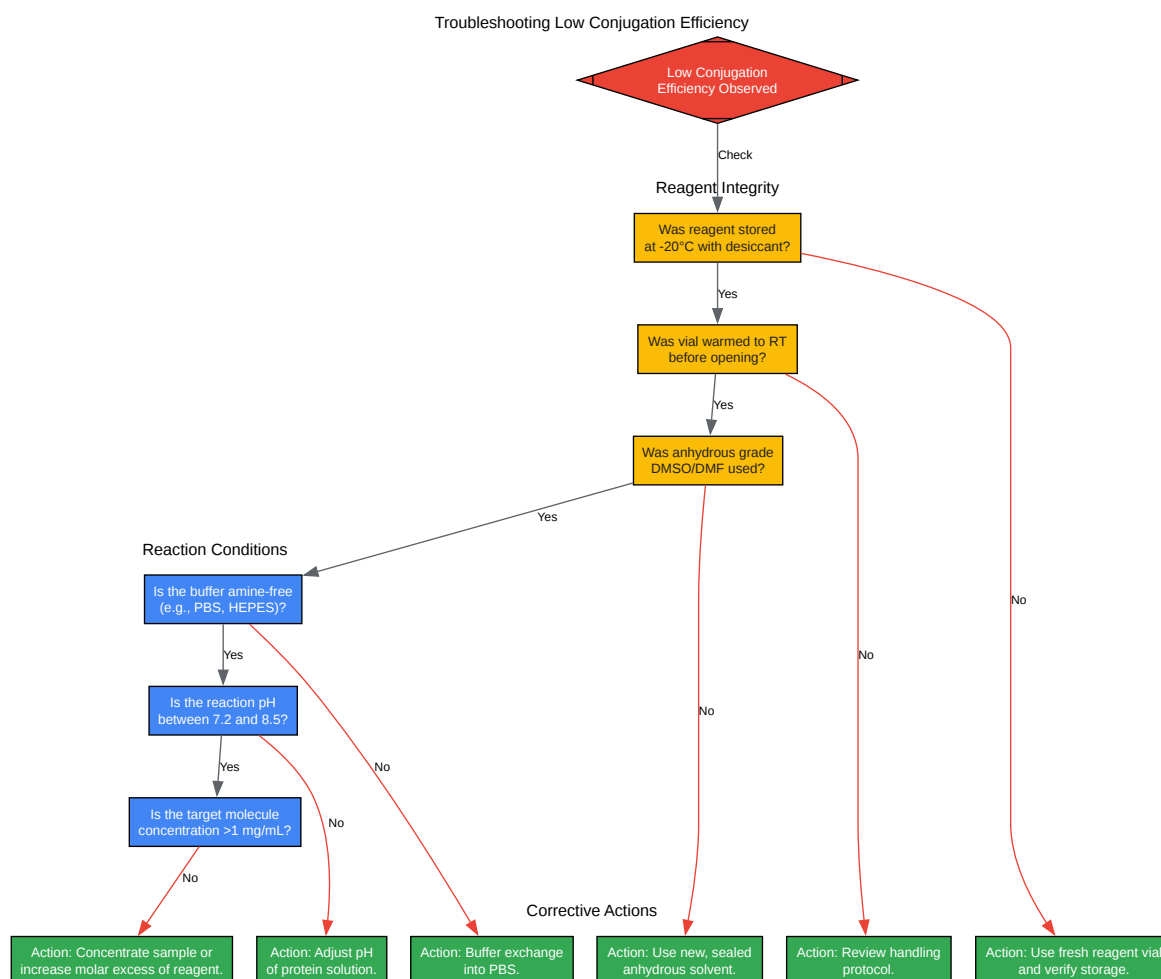 Troubleshooting Low Conjugation Efficiency
Low Conjugation
Efficiency Observed
Check
Reagent Integrity
Was reagent stored
at -20°C with desiccant?
Yes
Was vial warmed to RT
before opening?
Yes
Was anhydrous grade
DMSO/DMF used?
Yes
Reaction Conditions
Is the buffer amine-free
(e.g., PBS, HEPES)?
No
Yes
No
Is the reaction pH
between 7.2 and 8.5?
No
Yes
No
Is the target molecule
concentration >1 mg/mL?
No
No
Corrective Actions
Action: Concentrate sample or
increase molar excess of reagent.
Action: Adjust pH
of protein solution.
Action: Buffer exchange
into PBS.
Action: Use new, sealed
anhydrous solvent.
Action: Review handling
protocol.
Action: Use fresh reagent vial
and verify storage.